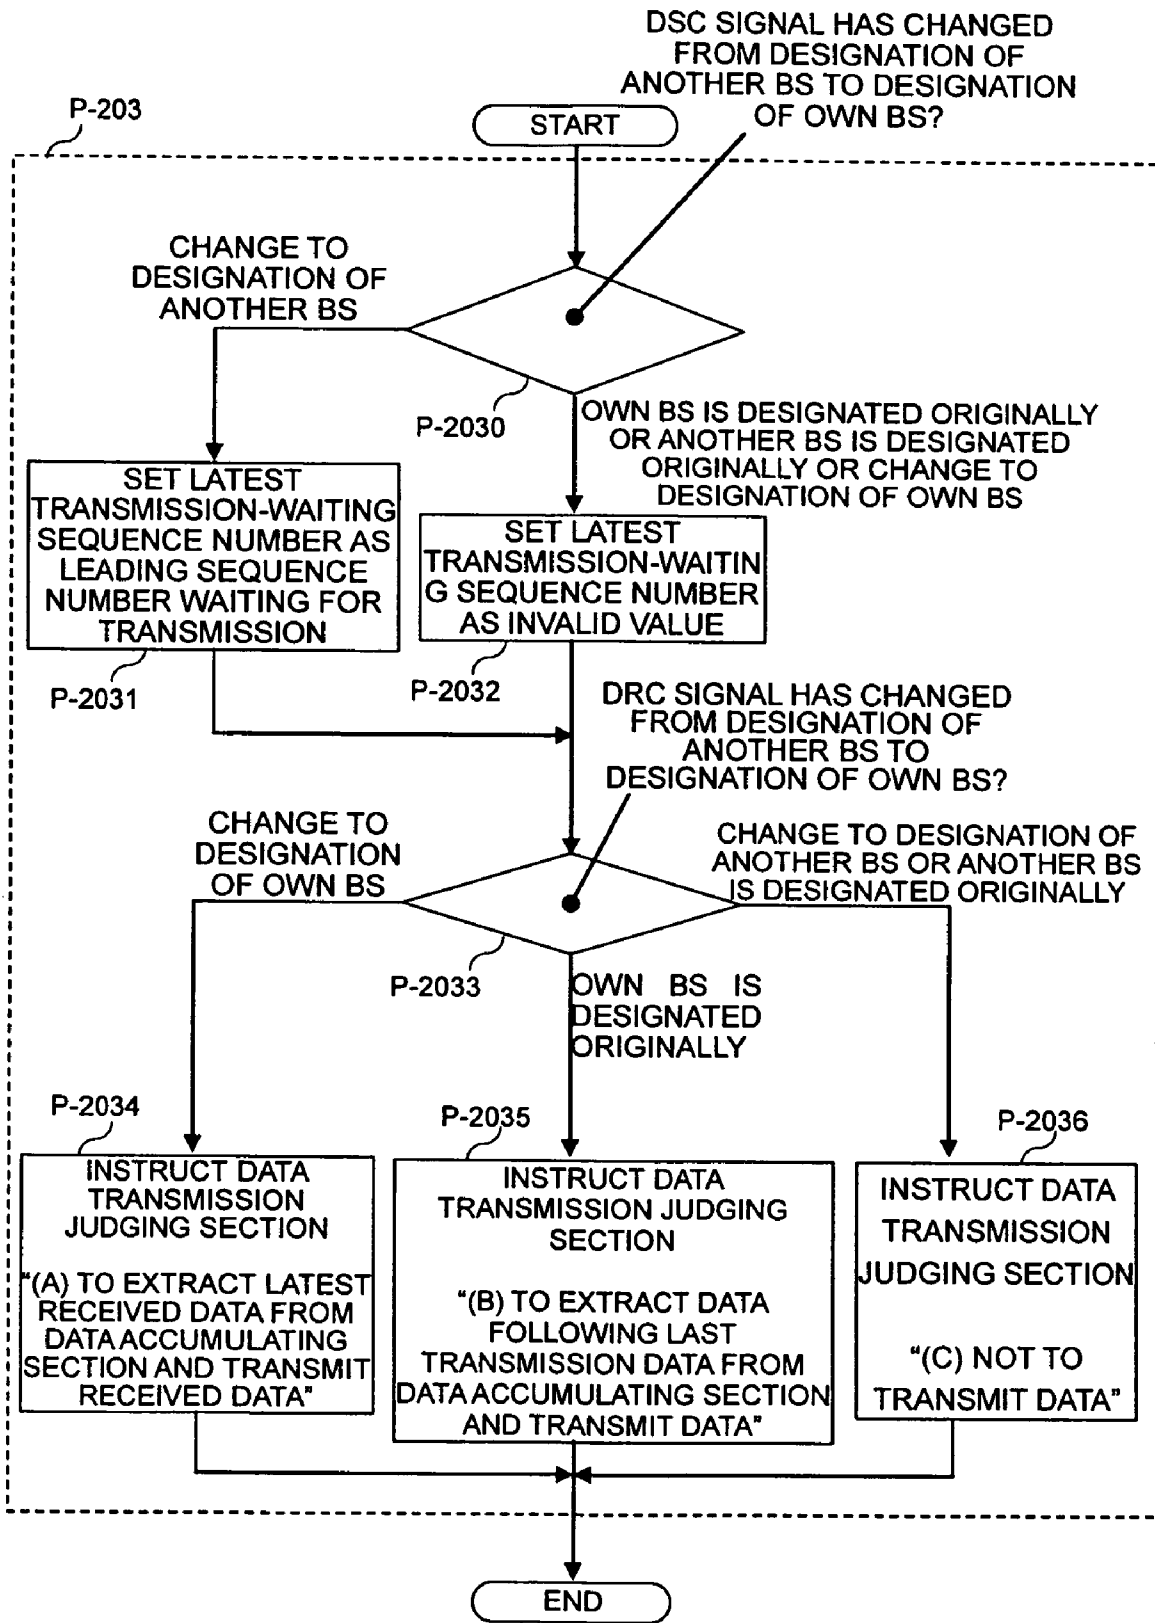 DSC SIGNAL HAS CHANGED
FROM DESIGNATION OF
ANOTHER BS TO DESIGNATION
OF OWN BS?
P-203
START
CHANGE TO
DESIGNATION OF
ANOTHER BS
P-2030
OWN BS IS DESIGNATED ORIGINALLY
OR ANOTHER BS IS DESIGNATED
ORIGINALLY OR CHANGE TO
DESIGNATION OF OWN BS
SET LATEST
TRANSMISSION-WAITING
SEQUENCE NUMBER AS
LEADING SEQUENCE
NUMBER WAITING FOR
TRANSMISSION
SET LATEST
TRANSMISSION-WAITIN
G SEQUENCE NUMBER
AS INVALID VALUE
P-2031
P-2032
DRC SIGNAL HAS CHANGED
FROM DESIGNATION OF
ANOTHER BS TO
DESIGNATION OF OWN BS?
CHANGE TO
DESIGNATION
OF OWN BS
CHANGE TO DESIGNATION OF
ANOTHER BS OR ANOTHER BS
IS DESIGNATED ORIGINALLY
P-2033
OWN BS IS
DESIGNATED
ORIGINALLY
P-2034
INSTRUCT DATA
TRANSMISSION
JUDGING SECTION
"(A) TO EXTRACT LATEST
RECEIVED DATA FROM
DATA ACCUMULATING
SECTION AND TRANSMIT
RECEIVED DATA"
P-2035
INSTRUCT DATA
TRANSMISSION JUDGING
SECTION
"(B) TO EXTRACT DATA
FOLLOWING LAST
TRANSMISSION DATA FROM
DATA ACCUMULATING SECTION
AND TRANSMIT DATA"
P-2036
INSTRUCT DATA
TRANSMISSION
JUDGING SECTION
"(C) NOT TO
TRANSMIT DATA"
END